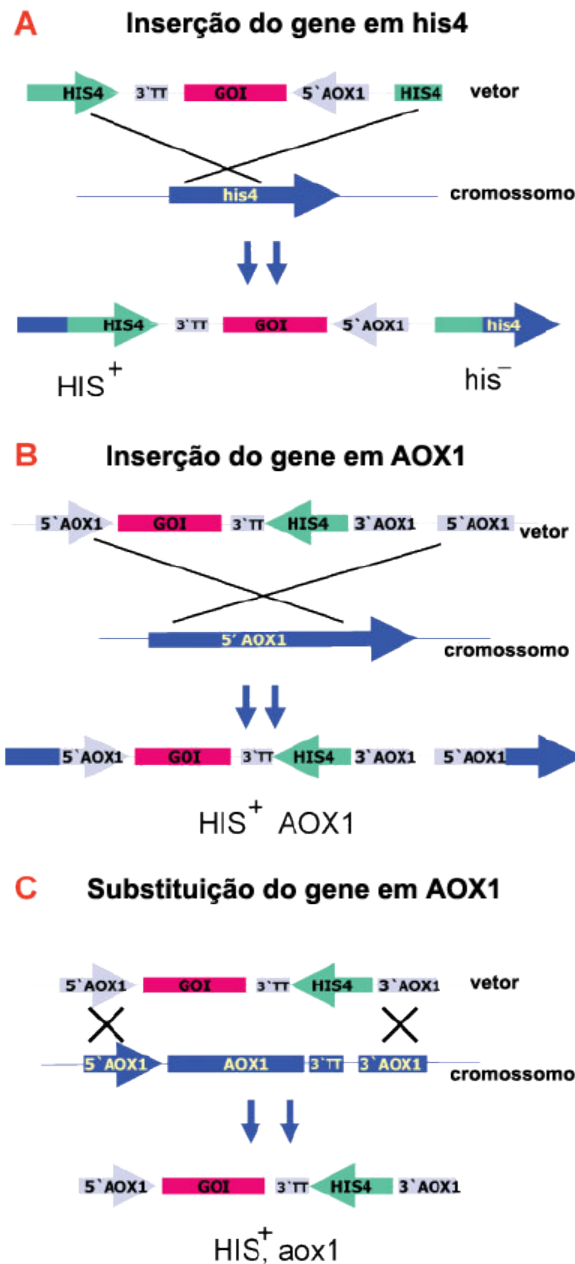 A Inserção do gene em his4
HIS4 3`TT GOI 5`AOX1 HIS4 vetor
his4 cromossomo
HIS4 3`TT GOI 5`AOX1 his4
HIS+ his–
B Inserção do gene em AOX1
5`AOX1 GOI 3`TT HIS4 3`AOX1 5`AOX1 vetor
5’ AOX1 cromossomo
5`AOX1 GOI 3`TT HIS4 3`AOX1 5`AOX1
HIS+ AOX1
C Substituição do gene em AOX1
5`AOX1 GOI 3`TT HIS4 3`AOX1 vetor
5`AOX1 AOX1 3`TT 3`AOX1 cromossomo
5`AOX1 GOI 3`TT HIS4 3`AOX1
HIS+, aox1